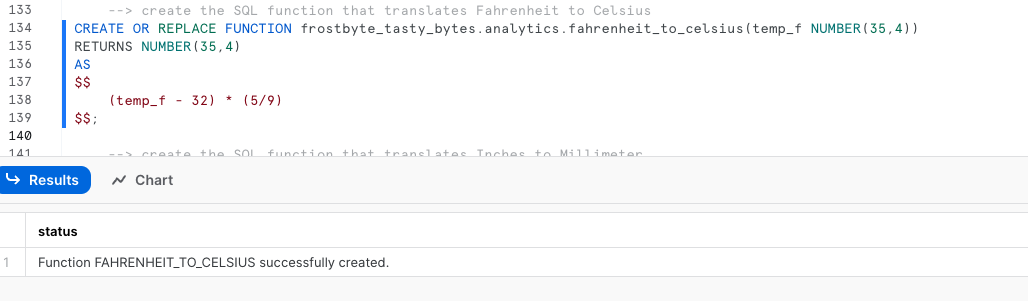 133 --> create the SQL function that translates Fahrenheit to Celsius
134 CREATE OR REPLACE FUNCTION frostbyte_tasty_bytes.analytics.fahrenheit_to_celsius(temp_f NUMBER(35,4))
135 RETURNS NUMBER(35,4)
136 AS
137 $$
138 (temp_f - 32) * (5/9)
139 $$;
140
141 --> create the SQL function that translates Inches to Millimeter
Results Chart
status
1 Function FAHRENHEIT_TO_CELSIUS successfully created.